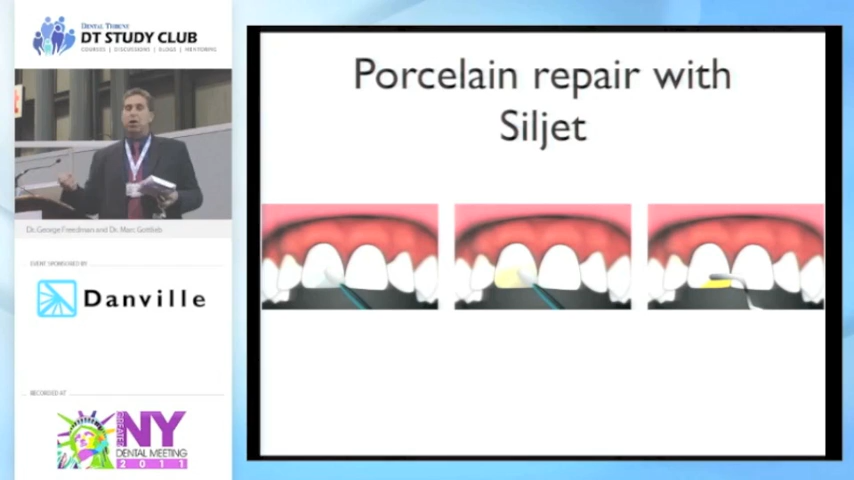 DENTAL TRIBUNE
DT STUDY CLUB
COURSES | DISCUSSIONS | BLOGS | MENTORING
Dr. George Freedman and Dr. Marc Gottlieb
EVENT SPONSORED BY
Danville
RECORDED AT
GREATER
NY
DENTAL MEETING
2011
Porcelain repair with
Siljet